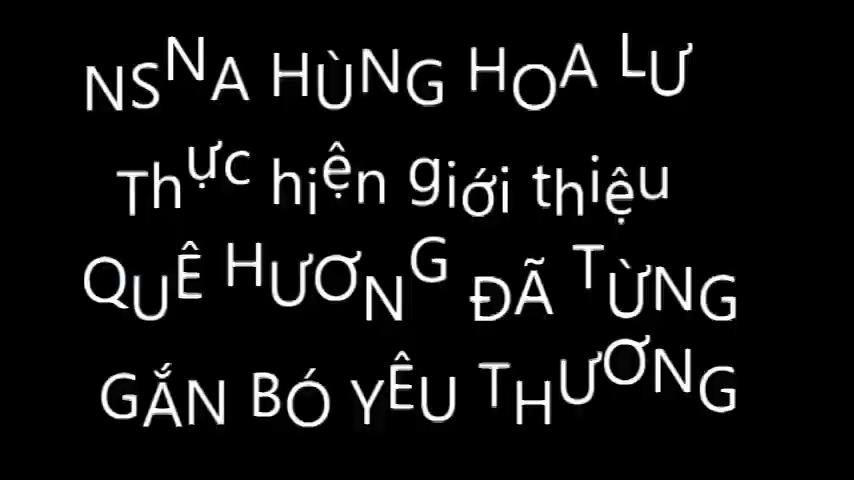 NSNA HÙNG HOA LƯ
Thực hiện giới thiệu
QUÊ HƯƠNG ĐÃ TỪNG
GẮN BÓ YÊU THƯƠNG